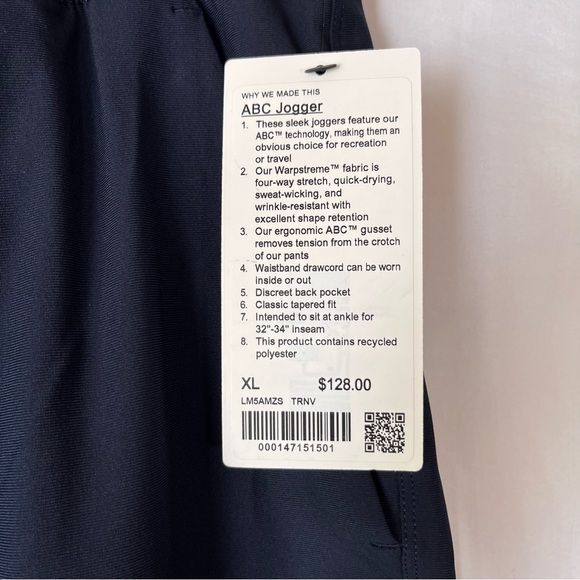 WHY WE MADE THIS
ABC Jogger
1. These sleek joggers feature our
ABC™ technology, making them an
obvious choice for recreation
or travel
2. Our Warpstreme™ fabric is
four-way stretch, quick-drying,
sweat-wicking, and
wrinkle-resistant with
excellent shape retention
3. Our ergonomic ABC™ gusset
removes tension from the crotch
of our pants
4. Waistband drawcord can be worn
inside or out
5. Discreet back pocket
6. Classic tapered fit
7. Intended to sit at ankle for
32"-34" inseam
8. This product contains recycled
polyester
XL $128.00
LM5AMZS TRNV
000147151501